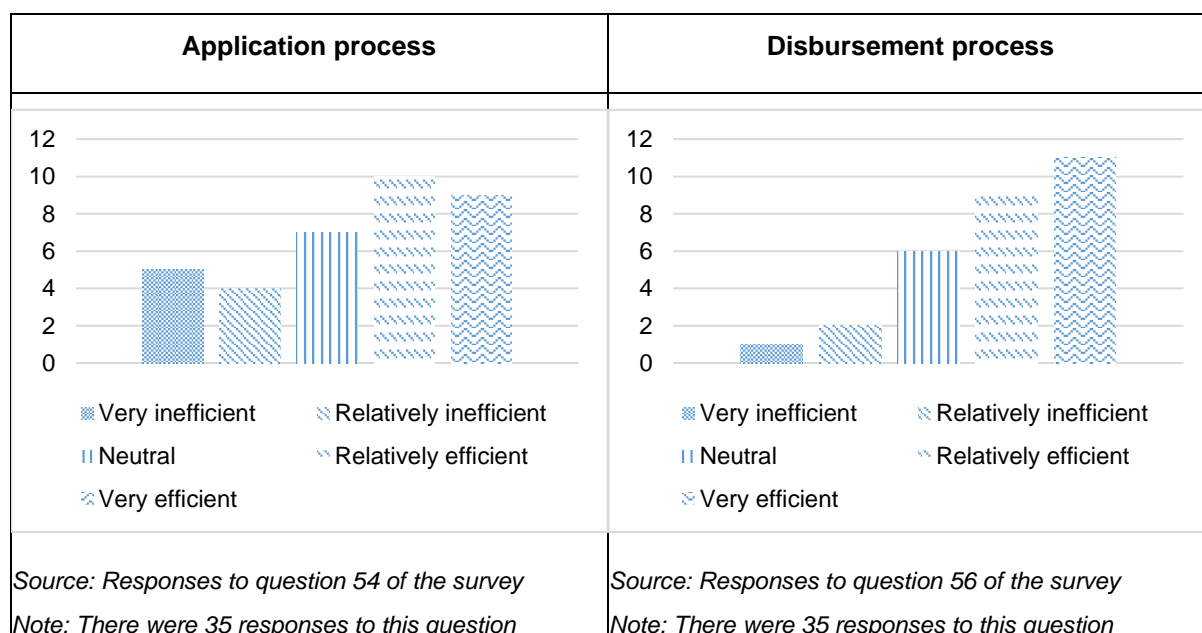 Application process
Disbursement process
12
10
8
6
4
2
0
Very inefficient
Relatively inefficient
Neutral
Relatively efficient
Very efficient
Source: Responses to question 54 of the survey
Note: There were 35 responses to this question
12
10
8
6
4
2
0
Very inefficient
Relatively inefficient
Neutral
Relatively efficient
Very efficient
Source: Responses to question 56 of the survey
Note: There were 35 responses to this question